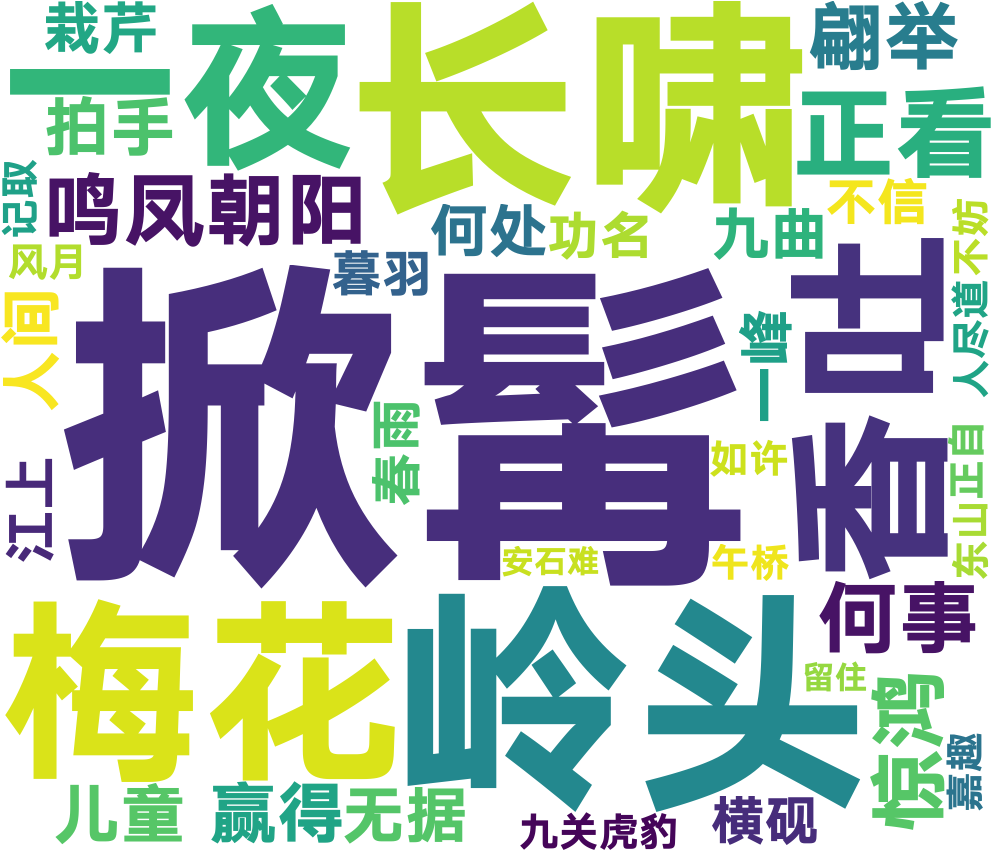 栽芹
一夜
长啸
翩举
拍手
正看
记取
鸣凤朝阳
何处
功名
九曲
不信
不妨
风月
暮羽
人间
掀髯
吐
香
一峰
人尽道
春雨
如许
东山正自
江上
安石难
午桥
何事
梅花
岭头
留住
惊鸿
嘉趣
儿童
赢得
无据
九关虎豹
横砚